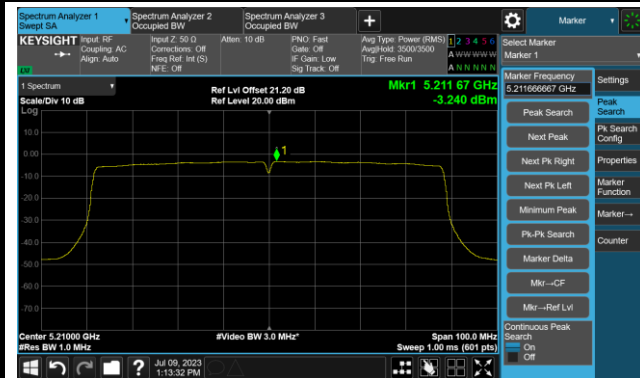 Spectrum Analyzer 1
Swept SA
Spectrum Analyzer 2
Occupied BW
Spectrum Analyzer 3
Occupied BW
Marker
KEYSIGHT
Input: RF
Coupling: AC
Align: Auto
Input Z: 50 Ω
Corrections: Off
Freq Ref: Int (S)
NFE: Off
Atten: 10 dB
PNO: Fast
Gate: Off
IF Gain: Low
Sig Track: Off
Avg Type: Power (RMS)
Avg|Hold: 3500/3500
Trig: Free Run
1 2 3 4 5 6
A W W W W W
A N N N N N
Select Marker
Marker 1
1 Spectrum
Scale/Div 10 dB
Log
Ref Lvl Offset 21.20 dB
Ref Level 20.00 dBm
Mkr1 5.211 67 GHz
-3.240 dBm
10.0
0.00
-10.0
-20.0
-30.0
-40.0
-50.0
-60.0
-70.0
1
Center 5.21000 GHz
#Res BW 1.0 MHz
#Video BW 3.0 MHz*
Span 100.0 MHz
Sweep 1.00 ms (601 pts)
Marker Frequency
5.211666667 GHz
Peak Search
Next Peak
Next Pk Right
Next Pk Left
Minimum Peak
Pk-Pk Search
Marker Delta
Mkr→CF
Mkr→Ref Lvl
Continuous Peak
Search
On
Off
Settings
Peak
Search
Pk Search
Config
Properties
Marker
Function
Marker→
Counter
?
Jul 09, 2023
1:13:32 PM